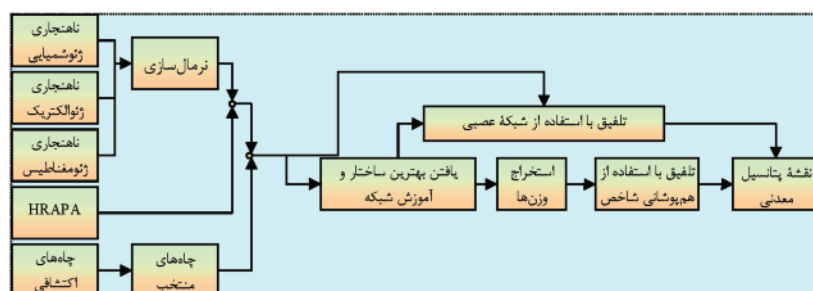 ناهنجاری
ژئوشمیایی
نرمال‌سازی
ناهنجاری
ژئوالکتریک
ناهنجاری
ژئومغناطیس
HRAPA
چاه‌های
اکتشافی
چاه‌های
منتخب
تلفیق با استفاده از شبکهٔ عصبی
یافتن بهترین ساختار و
آموزش شبکه
استخراج
وزن‌ها
تلفیق با استفاده از
هم‌پوشانی شاخص
نقشهٔ پتانسیل
معدنی